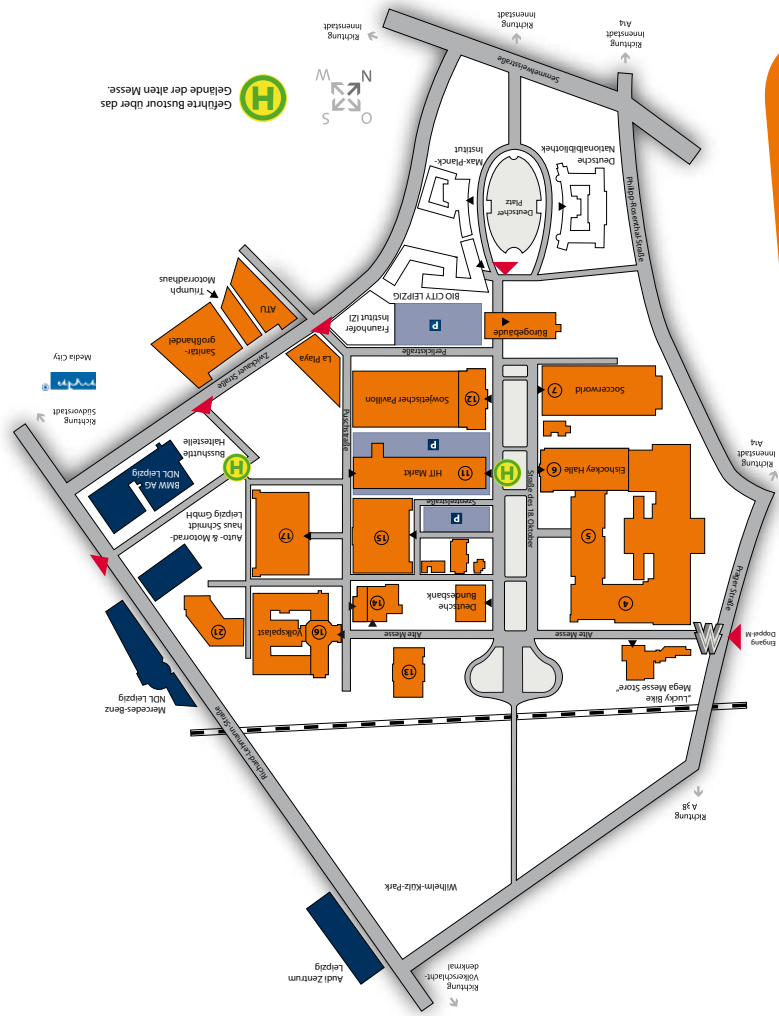 Richtung
Völkerschlacht-
denkmal
Audi Zentrum
Leipzig
Wilhelm-Külz-Park
Richtung
A 38
Richard-Lehmann-Straße
Mercedes-Benz
NDL Leipzig
„Lucky Bike
Mega Messe Store"
13
Eingang
Doppel-M
Alte Messe
Alte Messe
16
Volkspalast
21
4
Prager Straße
Deutsche
Bundesbank
14
5
15
17
Auto- & Motorrad-
haus Schmidt
Leipzig GmbH
P
Straße des 18. Oktober
Stentzelstraße
Richtung
Innenstadt
A14
6
Eishockey Halle
H
11
HIT Markt
H
Bushuttle
Haltestelle
BMW AG
NDL Leipzig
P
Puschstraße
Richtung
Südvorstadt
Media City
7
Soccerworld
12
Sowjetischer Pavillon
La Playa
Zwickauer Straße
Sanitär-
großhandel
Perlickstraße
Bürogebäude
P
Fraunhofer
Institut IZI
ATU
BIO CITY LEIPZIG
Triumph
Motorradhaus
Philipp-Rosenthal-Straße
Deutscher
Platz
Deutsche
Nationalbibliothek
Max-Planck-
Institut
O
S
N
W
H
Geführte Bustour über das
Gelände der alten Messe.
Semmelweisstraße
Richtung
Innenstadt
A14
Richtung
Innenstadt
Richtung
Innenstadt